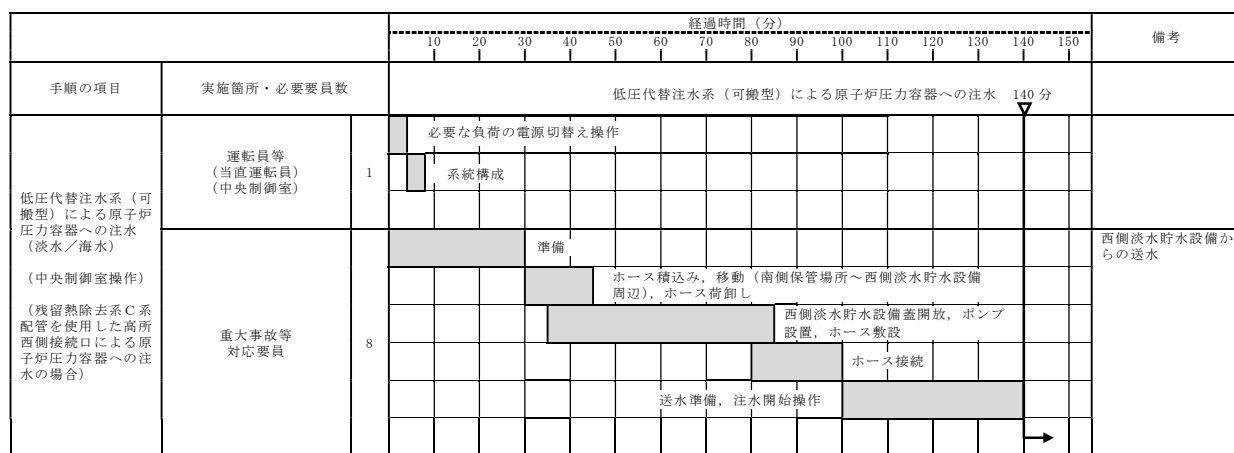 経過時間（分）
備考
10 20 30 40 50 60 70 80 90 100 110 120 130 140 150
手順の項目
実施箇所・必要要員数
低圧代替注水系（可搬型）による原子炉圧力容器への注水 140 分
低圧代替注水系（可
搬型）による原子炉
圧力容器への注水
（淡水／海水）
（中央制御室操作）
（残留熱除去系Ｃ系
配管を使用した高所
西側接続口による原
子炉圧力容器への注
水の場合）
運転員等
（当直運転員）
（中央制御室）
1
必要な負荷の電源切替え操作
系統構成
重大事故等
対応要員
8
準備
ホース積込み，移動（南側保管場所～西側淡水貯水設備
周辺），ホース荷卸し
西側淡水貯水設備蓋開放，ポンプ
設置，ホース敷設
ホース接続
送水準備，注水開始操作
西側淡水貯水設備か
らの送水